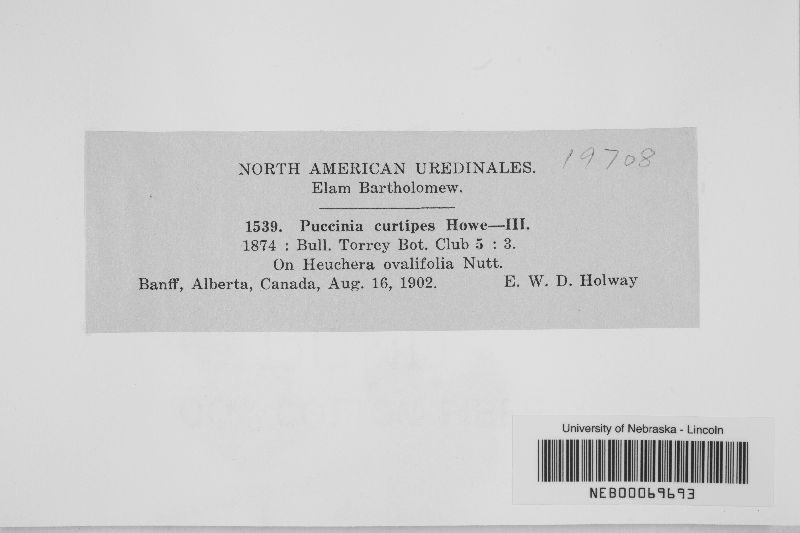 NORTH AMERICAN UREDINALES.
19708
Elam Bartholomew.
1539. Puccinia curtipes Howe—III.
1874 : Bull. Torrey Bot. Club 5 : 3.
On Heuchera ovalifolia Nutt.
Banff, Alberta, Canada, Aug. 16, 1902. E. W. D. Holway
University of Nebraska - Lincoln
NEB00069693